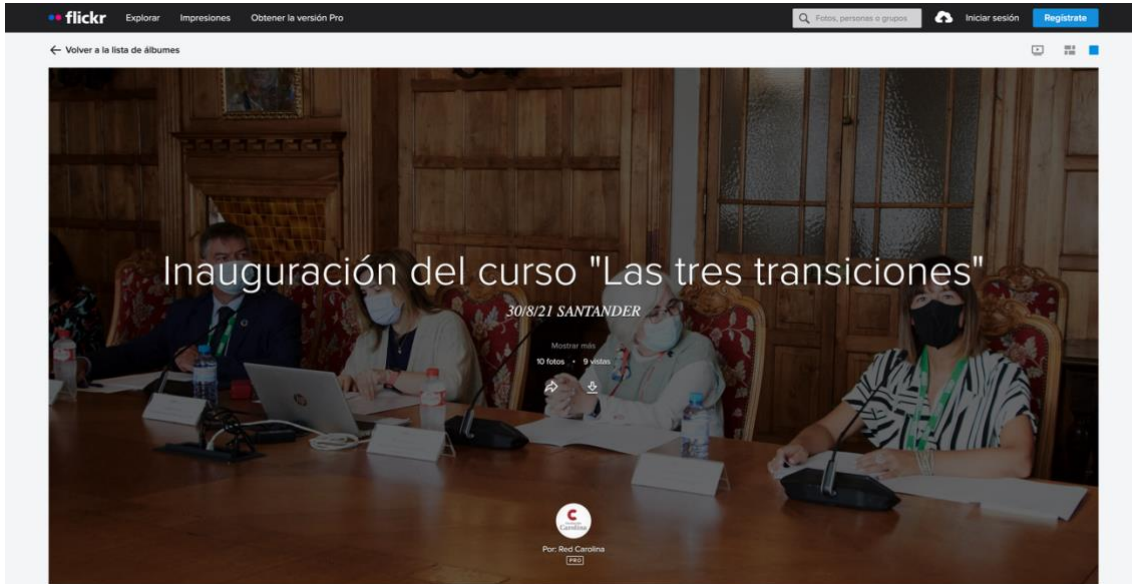 flickr Explorar Impresiones Obtener la versión Pro Fotos, personas o grupos Iniciar sesión Regístrate
← Volver a la lista de álbumes
Inauguración del curso "Las tres transiciones"
30/8/21 SANTANDER
Mostrar más
10 fotos • 9 vistas
C
Carolina
Por: Red Carolina
PRO